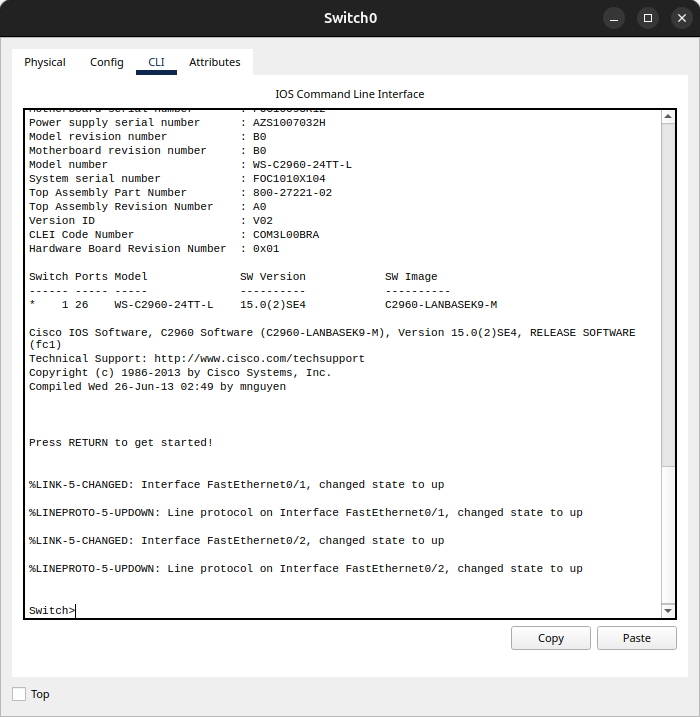 Switch0
Physical Config CLI Attributes
IOS Command Line Interface
Power supply serial number : AZS1007032H
Model revision number : B0
Motherboard revision number : B0
Model number : WS-C2960-24TT-L
System serial number : FOC1010X104
Top Assembly Part Number : 800-27221-02
Top Assembly Revision Number : A0
Version ID : V02
CLEI Code Number : COM3L00BRA
Hardware Board Revision Number : 0x01
Switch Ports Model SW Version SW Image
------ ----- ----- ---------- ----------
* 1 26 WS-C2960-24TT-L 15.0(2)SE4 C2960-LANBASEK9-M
Cisco IOS Software, C2960 Software (C2960-LANBASEK9-M), Version 15.0(2)SE4, RELEASE SOFTWARE
(fc1)
Technical Support: http://www.cisco.com/techsupport
Copyright (c) 1986-2013 by Cisco Systems, Inc.
Compiled Wed 26-Jun-13 02:49 by mnguyen
Press RETURN to get started!
%LINK-5-CHANGED: Interface FastEthernet0/1, changed state to up
%LINEPROTO-5-UPDOWN: Line protocol on Interface FastEthernet0/1, changed state to up
%LINK-5-CHANGED: Interface FastEthernet0/2, changed state to up
%LINEPROTO-5-UPDOWN: Line protocol on Interface FastEthernet0/2, changed state to up
Switch>
Copy Paste
Top